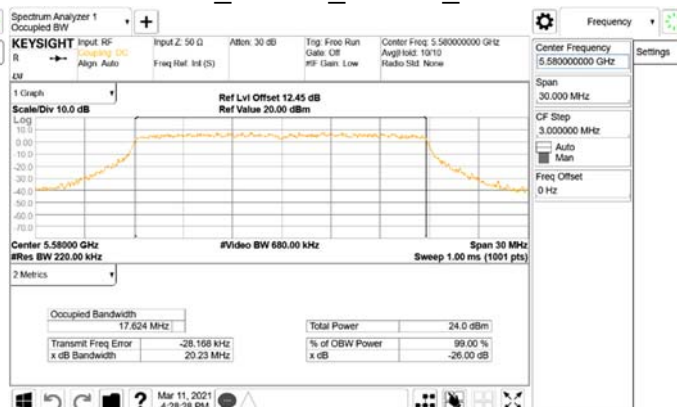 Spectrum Analyzer 1
Occupied BW
Frequency
KEYSIGHT
Input: RF
Coupling: DC
Align: Auto
Input Z: 50 Ω
Freq Ref: Int (S)
Atten: 30 dB
Trig: Free Run
Gate: Off
#IF Gain: Low
Center Freq: 5.580000000 GHz
Avg|Hold: 10/10
Radio Std: None
R
LXI
Center Frequency
5.580000000 GHz
Settings
Span
30.000 MHz
CF Step
3.000000 MHz
Auto
Man
Freq Offset
0 Hz
1 Graph
Scale/Div 10.0 dB
Ref Lvl Offset 12.45 dB
Ref Value 20.00 dBm
Log
10.0
0.00
-10.0
-20.0
-30.0
-40.0
-50.0
-60.0
-70.0
Center 5.58000 GHz
#Res BW 220.00 kHz
#Video BW 680.00 kHz
Span 30 MHz
Sweep 1.00 ms (1001 pts)
2 Metrics
Occupied Bandwidth
17.624 MHz
Total Power 24.0 dBm
Transmit Freq Error -28.168 kHz
% of OBW Power 99.00 %
x dB Bandwidth 20.23 MHz
x dB -26.00 dB
?
Mar 11, 2021
4:28:28 PM